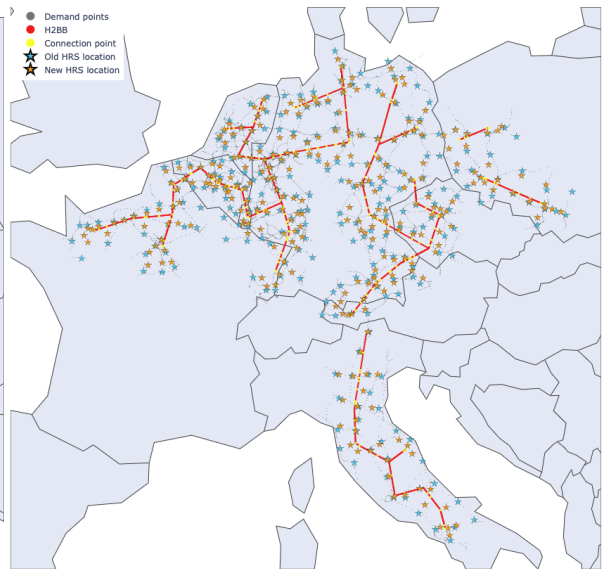 Demand points
H2BB
Connection point
Old HRS location
New HRS location